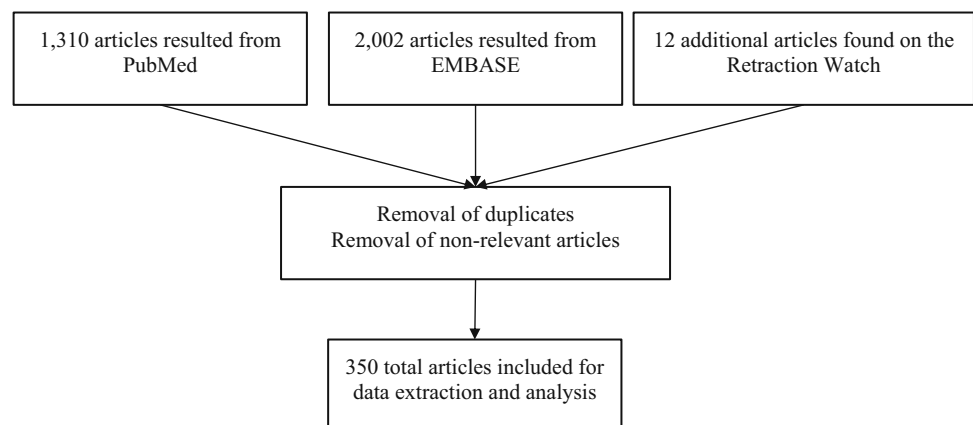 1,310 articles resulted from
PubMed
2,002 articles resulted from
EMBASE
12 additional articles found on the
Retraction Watch
Removal of duplicates
Removal of non-relevant articles
350 total articles included for
data extraction and analysis